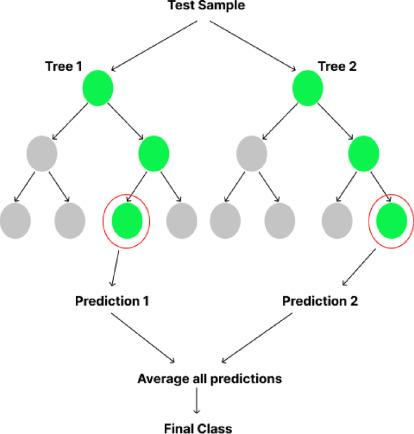 Test Sample
Tree 1
Tree 2
Prediction 1
Prediction 2
Average all predictions
Final Class